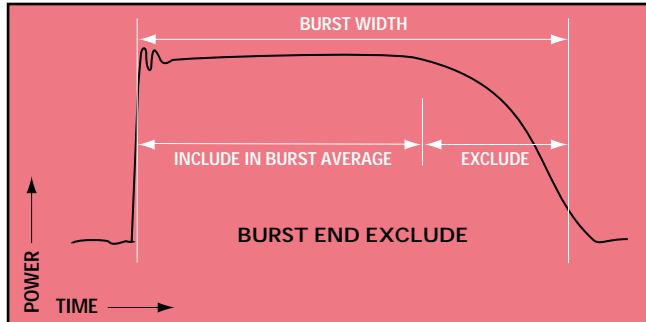 BURST WIDTH
INCLUDE IN BURST AVERAGE
EXCLUDE
BURST END EXCLUDE
POWER
TIME